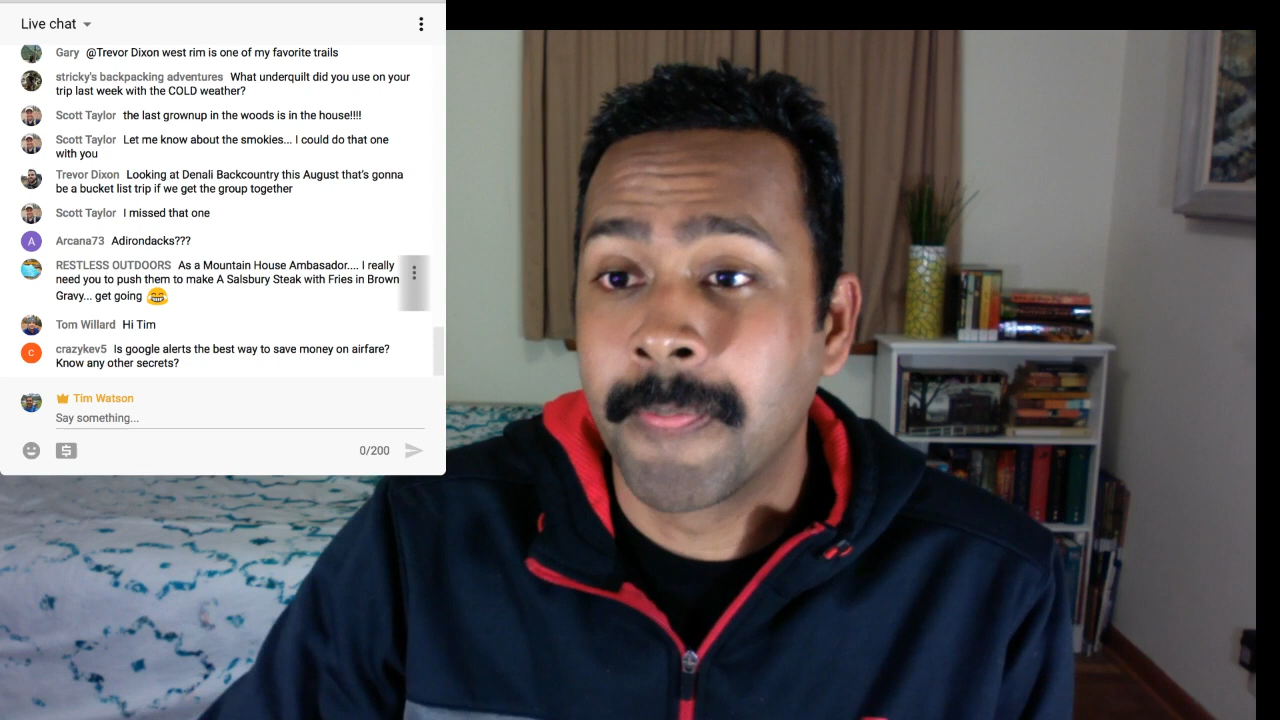 Live chat
Gary @Trevor Dixon west rim is one of my favorite trails
stricky's backpacking adventures What underquilt did you use on your
trip last week with the COLD weather?
Scott Taylor the last grownup in the woods is in the house!!!!
Scott Taylor Let me know about the smokies... I could do that one
with you
Trevor Dixon Looking at Denali Backcountry this August that's gonna
be a bucket list trip if we get the group together
Scott Taylor I missed that one
A Arcana73 Adirondacks???
RESTLESS OUTDOORS As a Mountain House Ambassador.... I really
need you to push them to make A Salsbury Steak with Fries in Brown
Gravy... get going 😂
Tom Willard Hi Tim
c crazykev5 Is google alerts the best way to save money on airfare?
Know any other secrets?
Tim Watson
Say something...
0/200